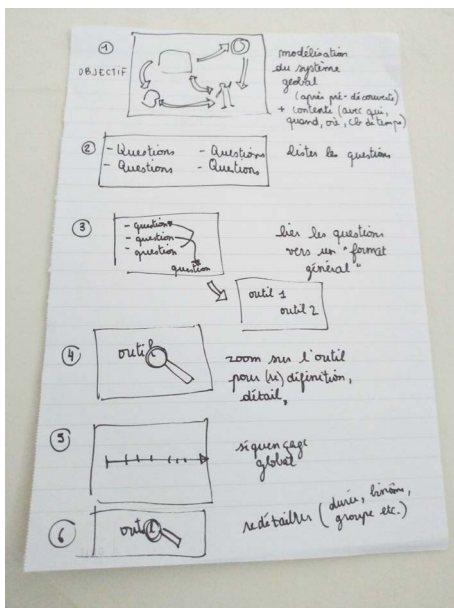 ①
OBJECTIF
modélisation
du système
global
(après pré-découverte)
+ contexte (avec qui,
quand, où, cb de temps)
②
- Questions - Questions
- Questions - Questions
lister les questions
③
- question
- question
- question
question
lier les questions
vers un "format
général"
outil 1
outil 2
④
outil
zoom sur l'outil
pour (re)définition,
détail,
5
séquençage
global
6
outil
redétailler (durée, binôme,
groupe etc.)